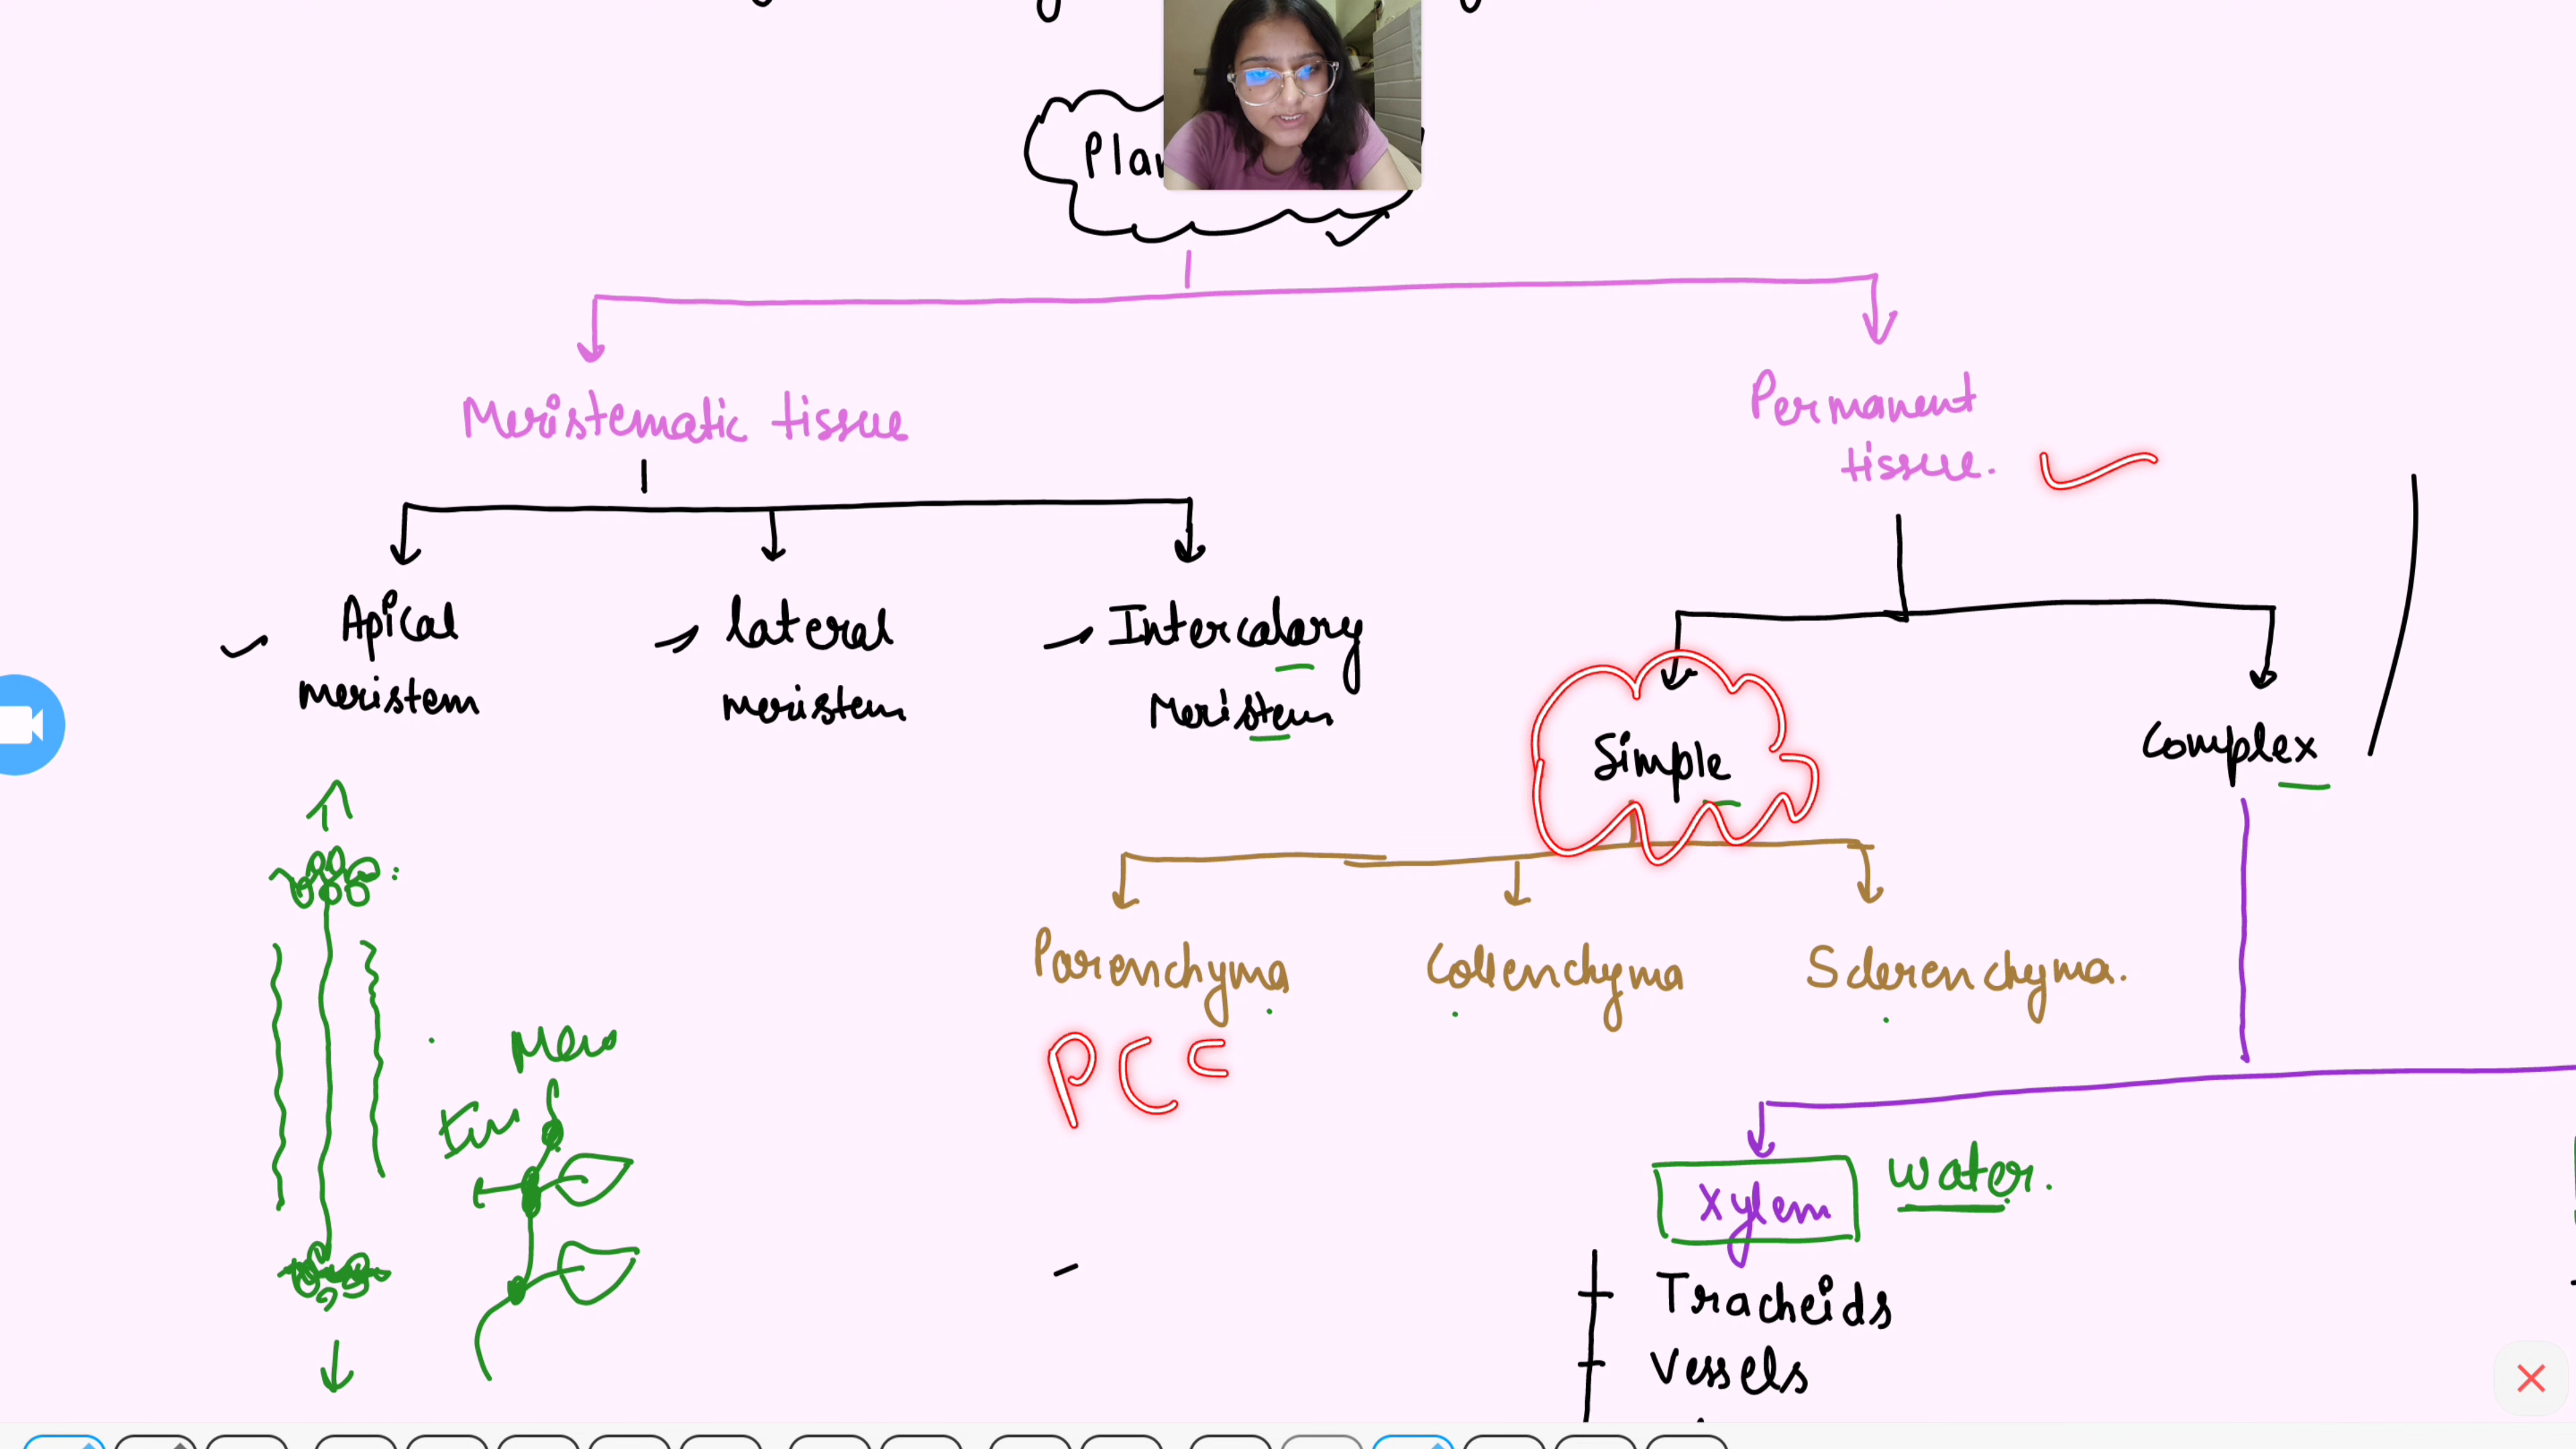 Meristematic tissue
Permanent
tissue.
Apical
meristem
lateral
meristem
Intercalary
Meristem
Simple
Complex
Parenchyma
Collenchyma
Sclerenchyma.
PC
Xylem
water.
Tracheids
Vessels